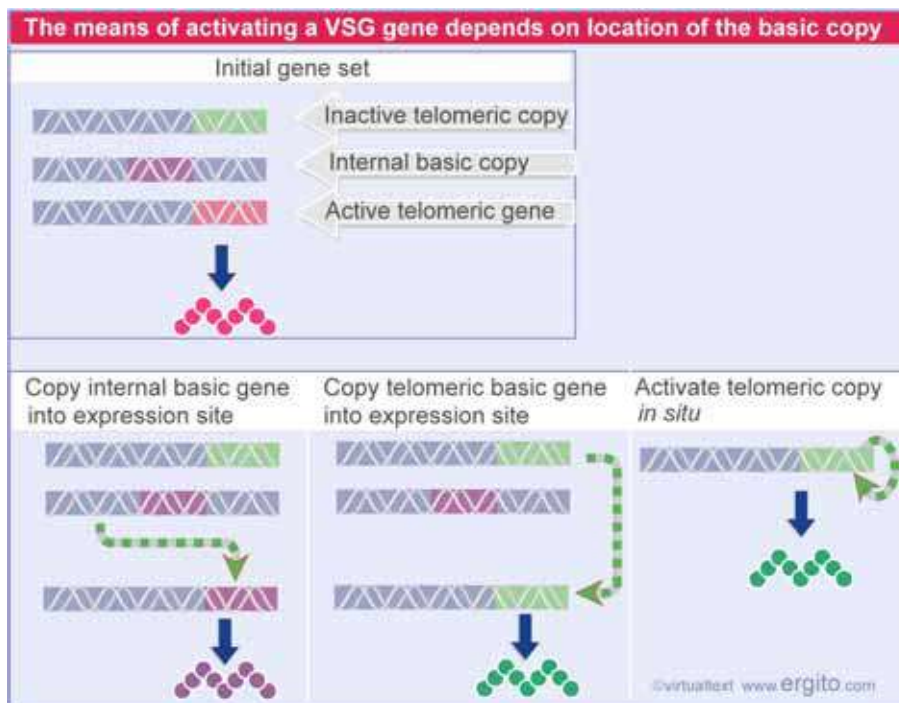 The means of activating a VSG gene depends on location of the basic copy
Initial gene set
Inactive telomeric copy
Internal basic copy
Active telomeric gene
Copy internal basic gene
into expression site
Copy telomeric basic gene
into expression site
Activate telomeric copy
in situ
©virtualtext www.ergito.com